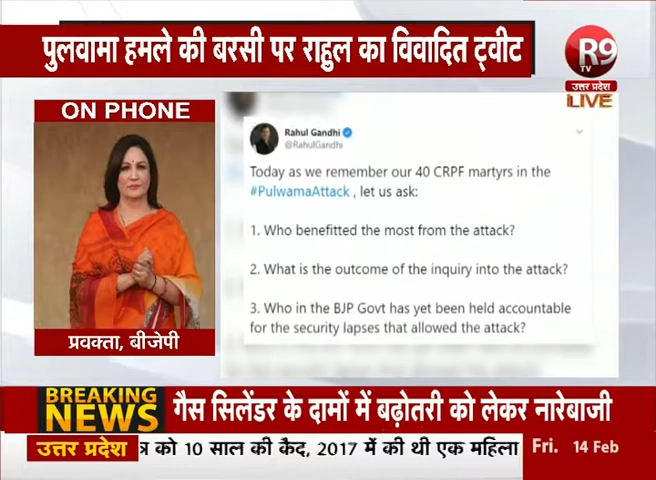 पुलवामा हमले की बरसी पर राहुल का विवादित ट्वीट
R9
TV
उत्तर प्रदेश
LIVE
ON PHONE
प्रवक्ता, बीजेपी
Rahul Gandhi
@RahulGandhi
Today as we remember our 40 CRPF martyrs in the
#PulwamaAttack , let us ask:
1. Who benefitted the most from the attack?
2. What is the outcome of the inquiry into the attack?
3. Who in the BJP Govt has yet been held accountable
for the security lapses that allowed the attack?
BREAKING
NEWS
गैस सिलेंडर के दामों में बढ़ोतरी को लेकर नारेबाजी
उत्तर प्रदेश
त्र को 10 साल की कैद, 2017 में की थी एक महिला
Fri. 14 Feb